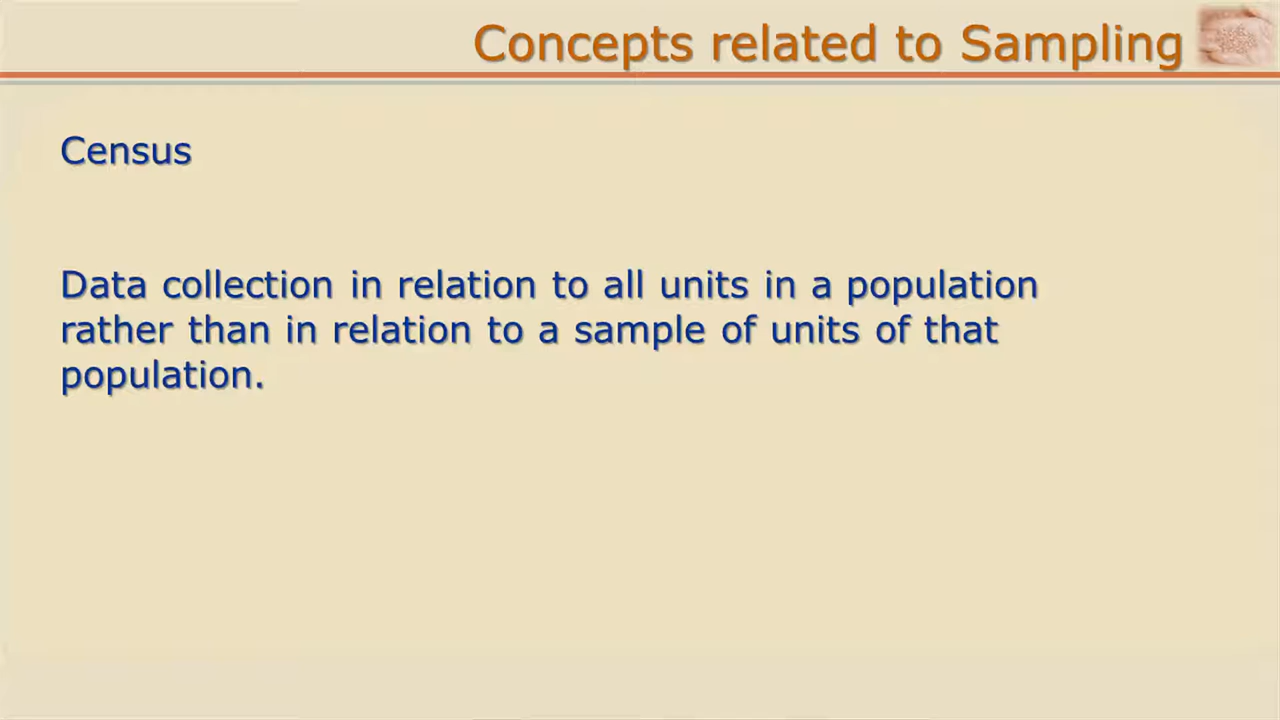 Concepts related to Sampling
Census
Data collection in relation to all units in a population
rather than in relation to a sample of units of that
population.